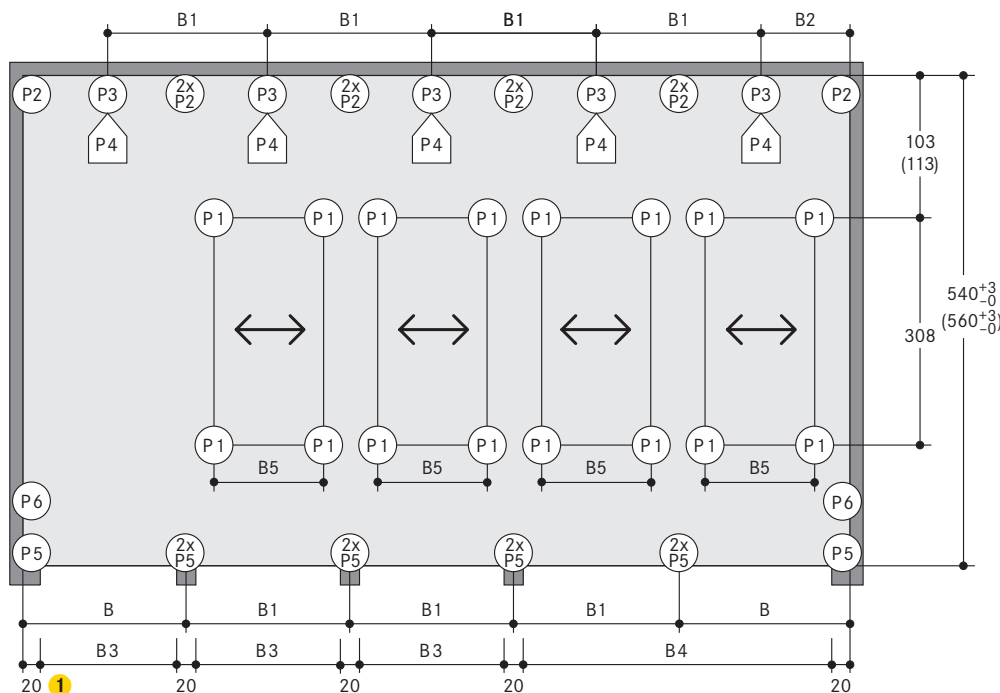 B1 B1 B1 B1 B2
P2 P3 2x P3 2x P3 2x P3 2x P3 P2
P2 P2 P2 P2
P4 P4 P4 P4 P4
103
(113)
P1 P1 P1 P1 P1 P1 P1 P1
540+3-0
(560+3-0)
308
P1 P1 P1 P1 P1 P1 P1 P1
B5 B5 B5 B5
P6 P6
P5 2x 2x 2x 2x P5
P5 P5 P5 P5
B B1 B1 B1 B
B3 B3 B3 B4
20 1 20 20 20 20